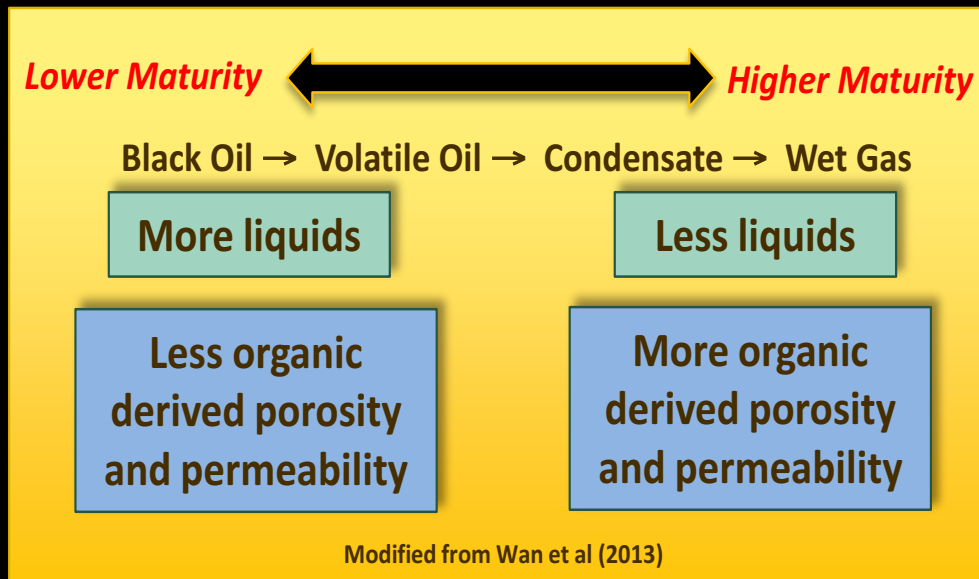 Lower Maturity Higher Maturity
Black Oil → Volatile Oil → Condensate → Wet Gas
More liquids
Less liquids
Less organic
derived porosity
and permeability
More organic
derived porosity
and permeability
Modified from Wan et al (2013)